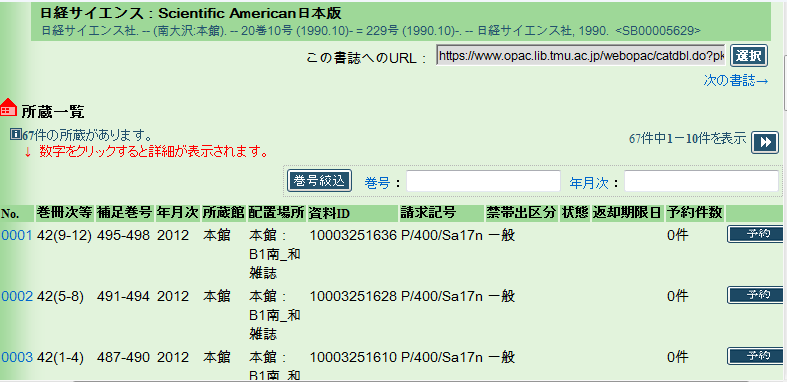 日経サイエンス : Scientific American日本版
日経サイエンス社. -- (南大沢:本館). -- 20巻10号 (1990.10)- = 229号 (1990.10)-. -- 日経サイエンス社, 1990. <SB00005629>
この書誌へのURL： https://www.opac.lib.tmu.ac.jp/webopac/catdbl.do?pk 選択
次の書誌→
所蔵一覧
67件の所蔵があります。
↓ 数字をクリックすると詳細が表示されます。
67件中1－10件を表示
巻号絞込 巻号： 年月次：
No. 巻冊次等 補足巻号 年月次 所蔵館 配置場所 資料ID 請求記号 禁帯出区分 状態 返却期限日 予約件数
0001 42(9-12) 495-498 2012 本館 本館： 10003251636 P/400/Sa17n 一般 0件 予約
B1南_和
雑誌
0002 42(5-8) 491-494 2012 本館 本館： 10003251628 P/400/Sa17n 一般 0件 予約
B1南_和
雑誌
0003 42(1-4) 487-490 2012 本館 本館： 10003251610 P/400/Sa17n 一般 0件 予約
B1南_和